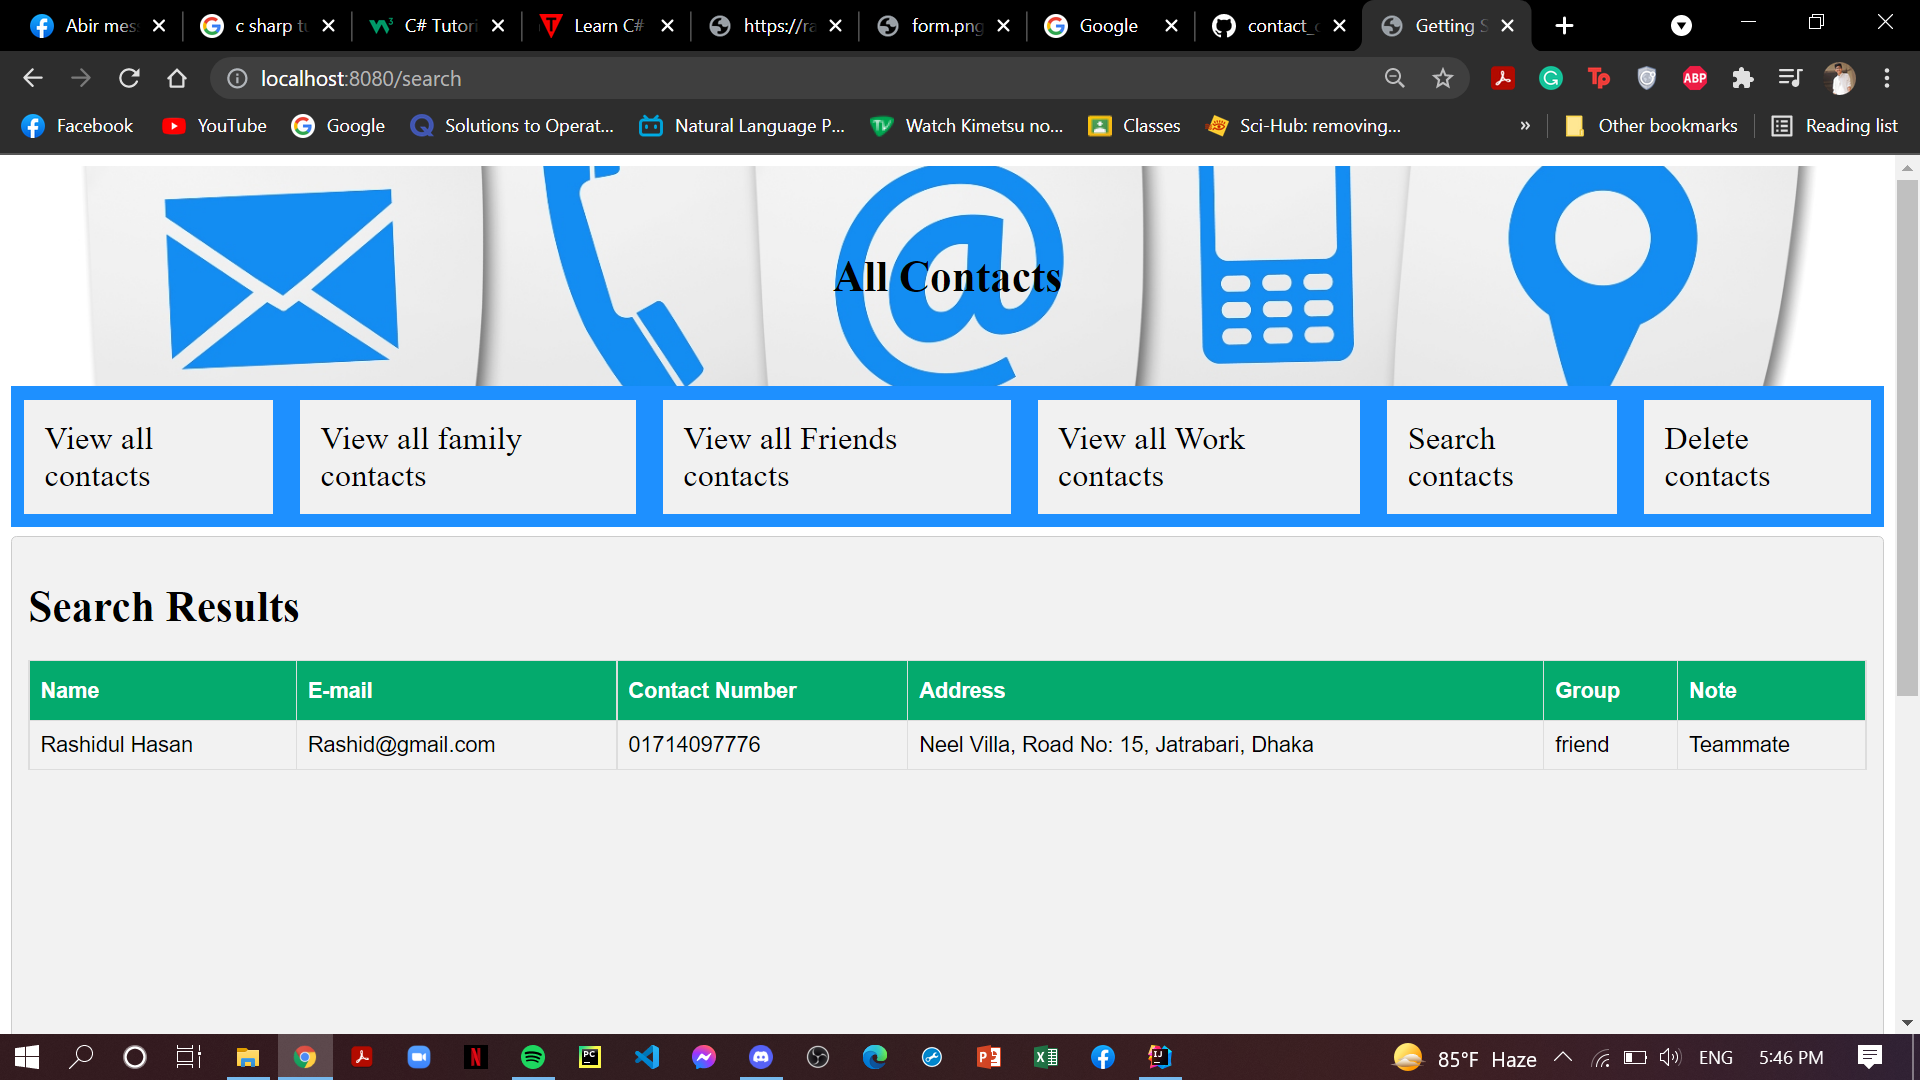 Abir mes
c sharp tu
C# Tutori
Learn C#
https://ra
form.png
Google
contact_c
Getting S
localhost:8080/search
ABP
Facebook
YouTube
Google
Solutions to Operat...
Natural Language P...
Watch Kimetsu no...
Classes
Sci-Hub: removing...
»
Other bookmarks
Reading list
All Contacts
View all
contacts
View all family
contacts
View all Friends
contacts
View all Work
contacts
Search
contacts
Delete
contacts
Search Results
Name E-mail Contact Number Address Group Note
Rashidul Hasan Rashid@gmail.com 01714097776 Neel Villa, Road No: 15, Jatrabari, Dhaka friend Teammate
85°F Haze
ENG
5:46 PM